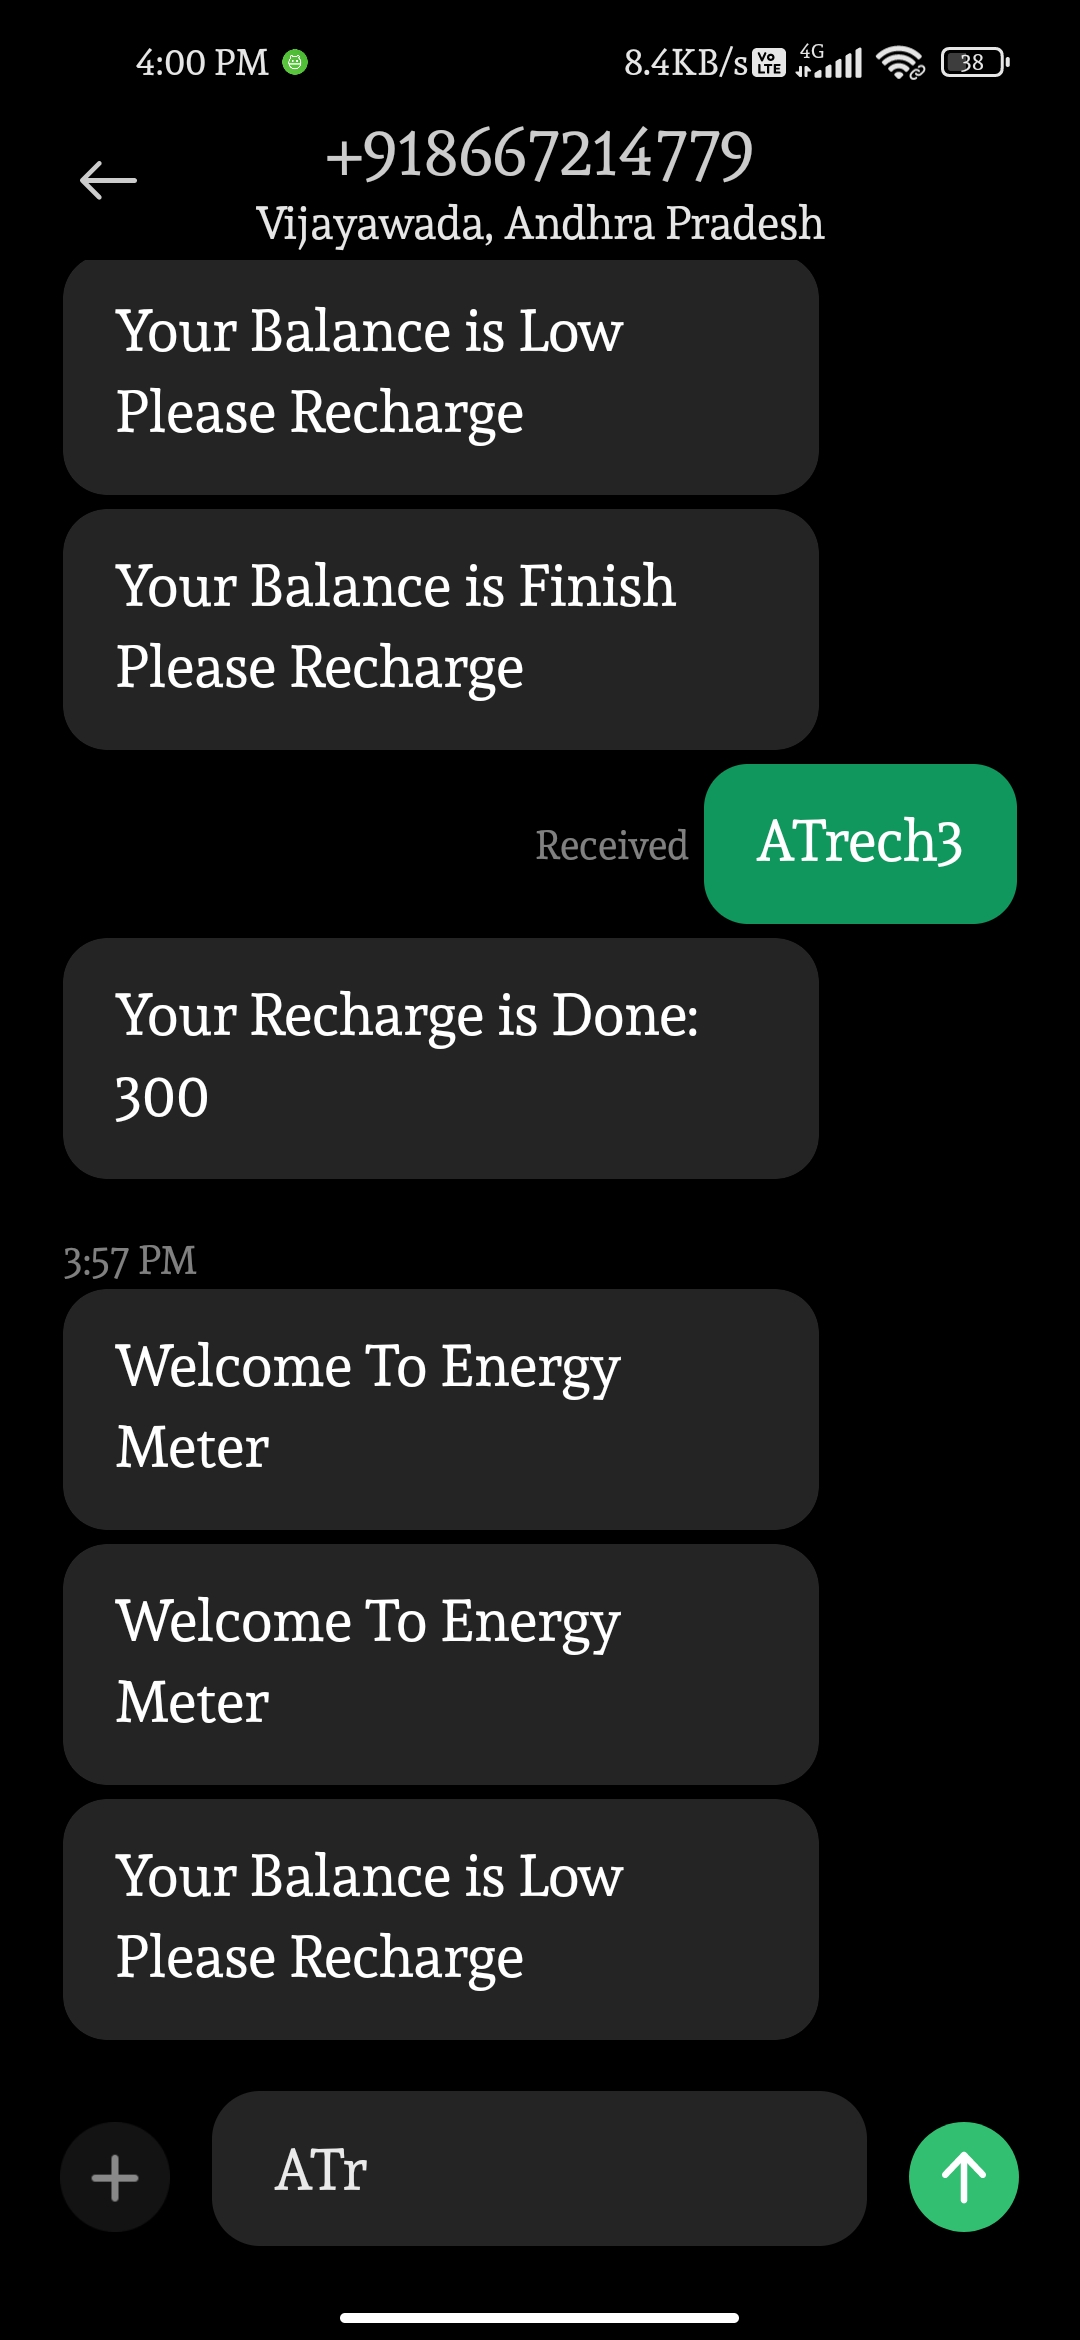 4:00 PM 8.4KB/s Vo LTE 4G 38
+918667214779
Vijayawada, Andhra Pradesh
Your Balance is Low
Please Recharge
Your Balance is Finish
Please Recharge
Received ATrech3
Your Recharge is Done:
300
3:57 PM
Welcome To Energy
Meter
Welcome To Energy
Meter
Your Balance is Low
Please Recharge
ATr